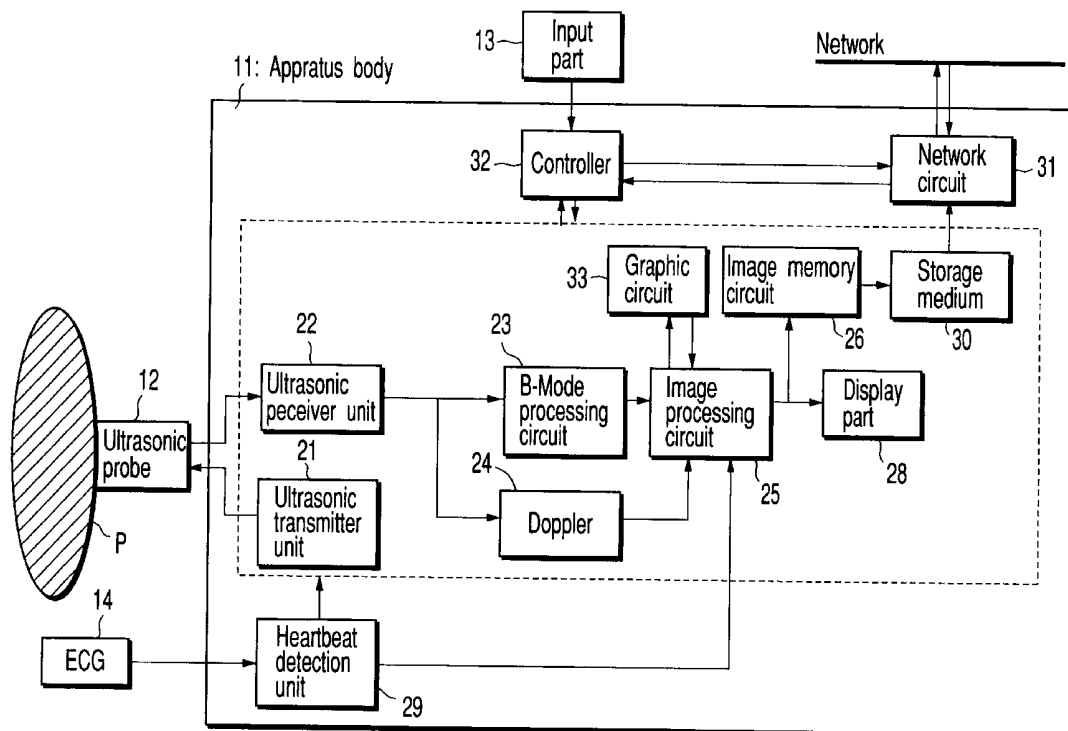 Network
13
Input
part
11: Appratus body
32
Controller
Network
circuit
31
33
Graphic
circuit
Image memory
circuit
26
Storage
medium
30
22
Ultrasonic
peceiver unit
23
B-Mode
processing
circuit
Image
processing
circuit
25
Display
part
28
12
Ultrasonic
probe
21
Ultrasonic
transmitter
unit
24
Doppler
P
14
ECG
Heartbeat
detection
unit
29